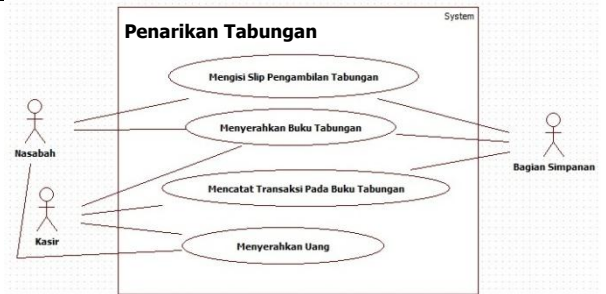 System
Penarikan Tabungan
Mengisi Slip Pengambilan Tabungan
Menyerahkan Buku Tabungan
Nasabah
Bagian Simpanan
Mencatat Transaksi Pada Buku Tabungan
Kasir
Menyerahkan Uang